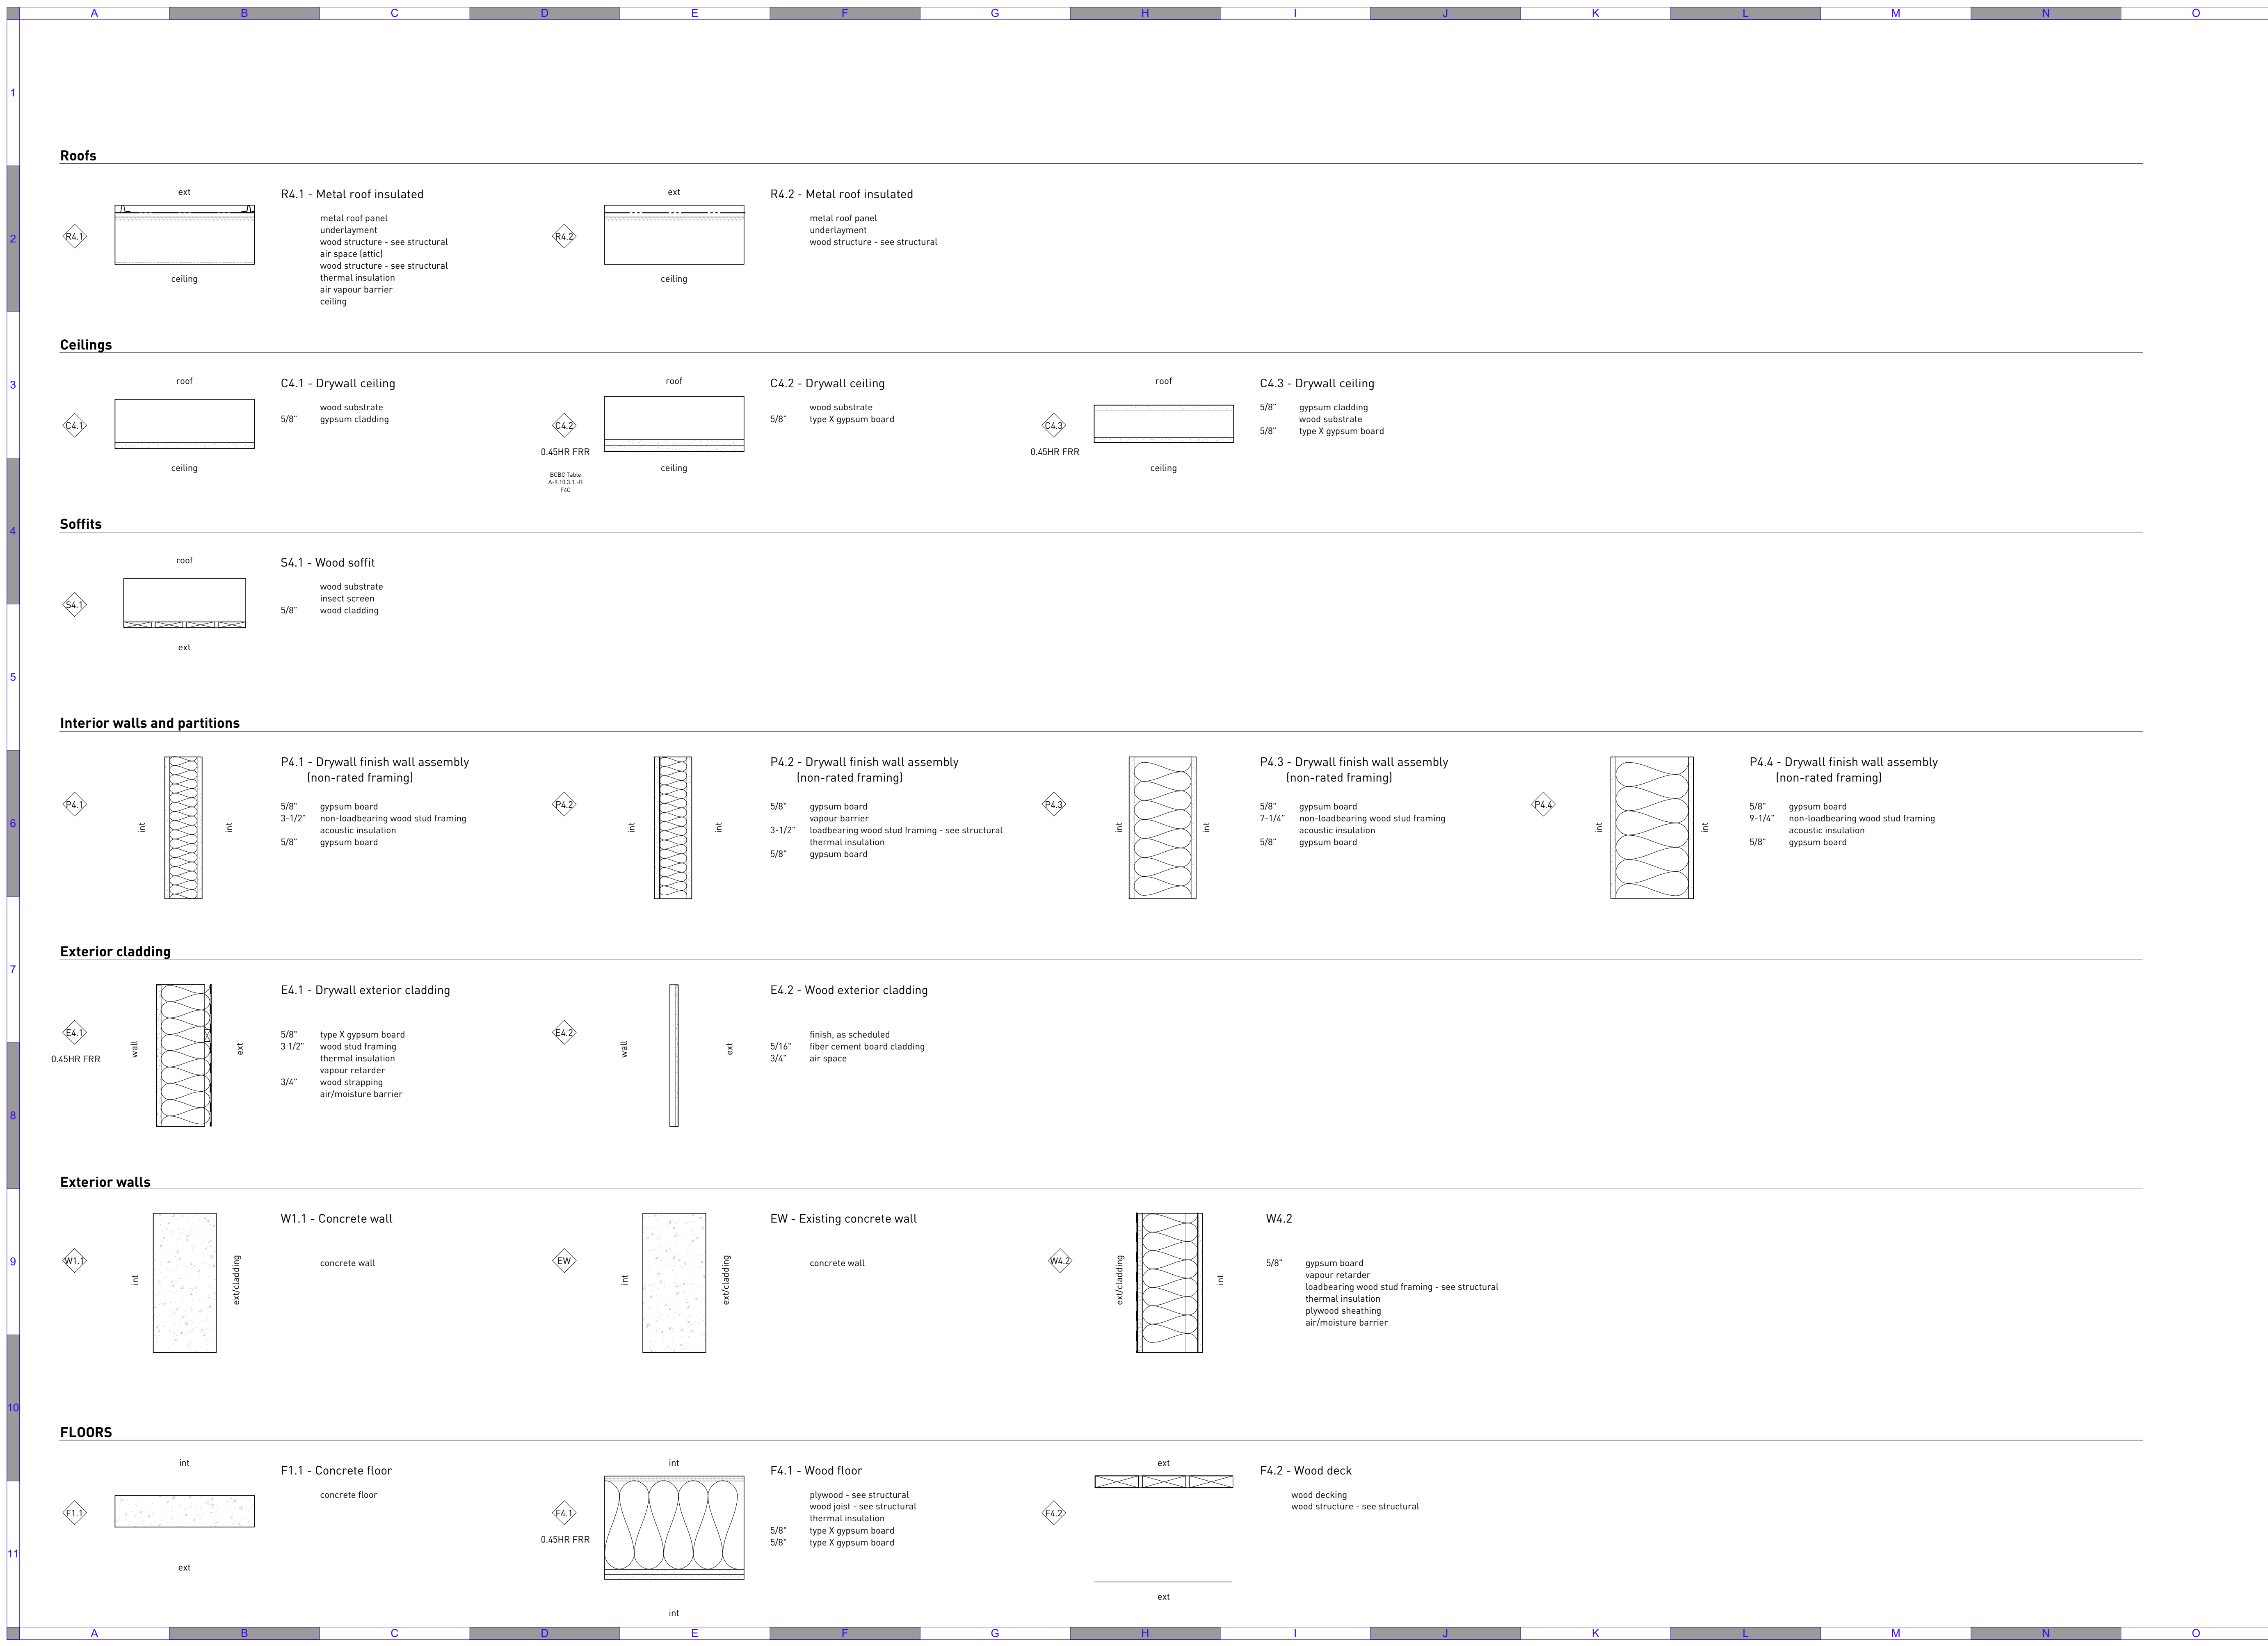 A B C D E F G H I J K L M N O
1
Roofs
ext
R4.1
ceiling
R4.1 - Metal roof insulated
metal roof panel
underlayment
wood structure - see structural
air space (attic)
wood structure - see structural
thermal insulation
air vapour barrier
ceiling
ext
R4.2
ceiling
R4.2 - Metal roof insulated
metal roof panel
underlayment
wood structure - see structural
2
Ceilings
3
roof
C4.1
ceiling
C4.1 - Drywall ceiling
wood substrate
5/8" gypsum cladding
roof
C4.2
0.45HR FRR
BCBC Table
A-9.10.3.1.-B
F4C
ceiling
C4.2 - Drywall ceiling
wood substrate
5/8" type X gypsum board
roof
C4.3
0.45HR FRR
ceiling
C4.3 - Drywall ceiling
5/8" gypsum cladding
wood substrate
5/8" type X gypsum board
Soffits
4
roof
S4.1
ext
S4.1 - Wood soffit
wood substrate
insect screen
5/8" wood cladding
5
Interior walls and partitions
6
P4.1
int
int
P4.1 - Drywall finish wall assembly
(non-rated framing)
5/8" gypsum board
3-1/2" non-loadbearing wood stud framing
acoustic insulation
5/8" gypsum board
P4.2
int
int
P4.2 - Drywall finish wall assembly
(non-rated framing)
5/8" gypsum board
vapour barrier
3-1/2" loadbearing wood stud framing - see structural
thermal insulation
5/8" gypsum board
P4.3
int
int
P4.3 - Drywall finish wall assembly
(non-rated framing)
5/8" gypsum board
7-1/4" non-loadbearing wood stud framing
acoustic insulation
5/8" gypsum board
P4.4
int
int
P4.4 - Drywall finish wall assembly
(non-rated framing)
5/8" gypsum board
9-1/4" non-loadbearing wood stud framing
acoustic insulation
5/8" gypsum board
Exterior cladding
7
E4.1
0.45HR FRR
wall
ext
E4.1 - Drywall exterior cladding
5/8" type X gypsum board
3 1/2" wood stud framing
thermal insulation
vapour retarder
3/4" wood strapping
air/moisture barrier
E4.2
wall
ext
E4.2 - Wood exterior cladding
finish, as scheduled
5/16" fiber cement board cladding
3/4" air space
8
Exterior walls
9
W1.1
int
ext/cladding
W1.1 - Concrete wall
concrete wall
EW
int
ext/cladding
EW - Existing concrete wall
concrete wall
W4.2
ext/cladding
int
W4.2
5/8" gypsum board
vapour retarder
loadbearing wood stud framing - see structural
thermal insulation
plywood sheathing
air/moisture barrier
10
FLOORS
11
int
F1.1
ext
F1.1 - Concrete floor
concrete floor
int
F4.1
0.45HR FRR
int
F4.1 - Wood floor
plywood - see structural
wood joist - see structural
thermal insulation
5/8" type X gypsum board
5/8" type X gypsum board
ext
F4.2
ext
F4.2 - Wood deck
wood decking
wood structure - see structural
A B C D E F G H I J K L M N O